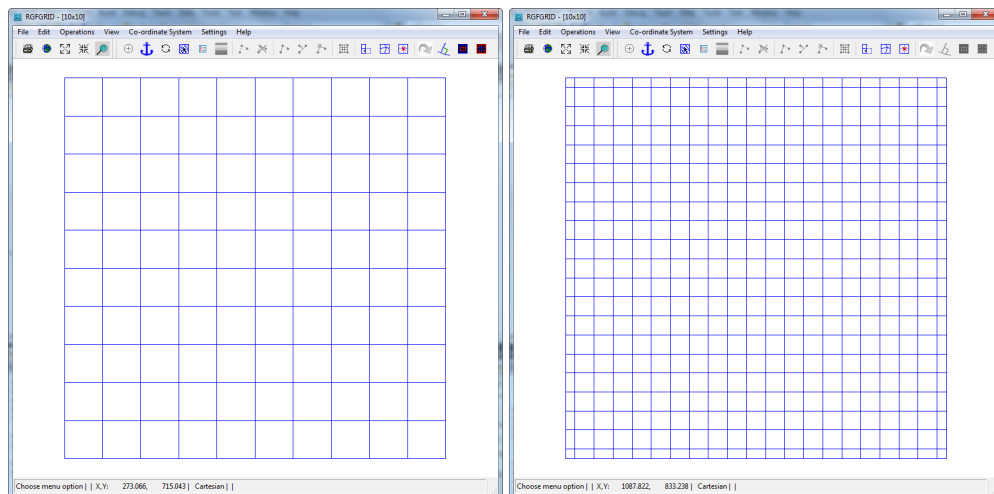 RGFGRID - [10x10]
File Edit Operations View Co-ordinate System Settings Help
Choose menu option | | X,Y: 273.066, 715.043 | Cartesian | |
RGFGRID - [10x10]
File Edit Operations View Co-ordinate System Settings Help
Choose menu option | | X,Y: 1087.822, 833.238 | Cartesian | |